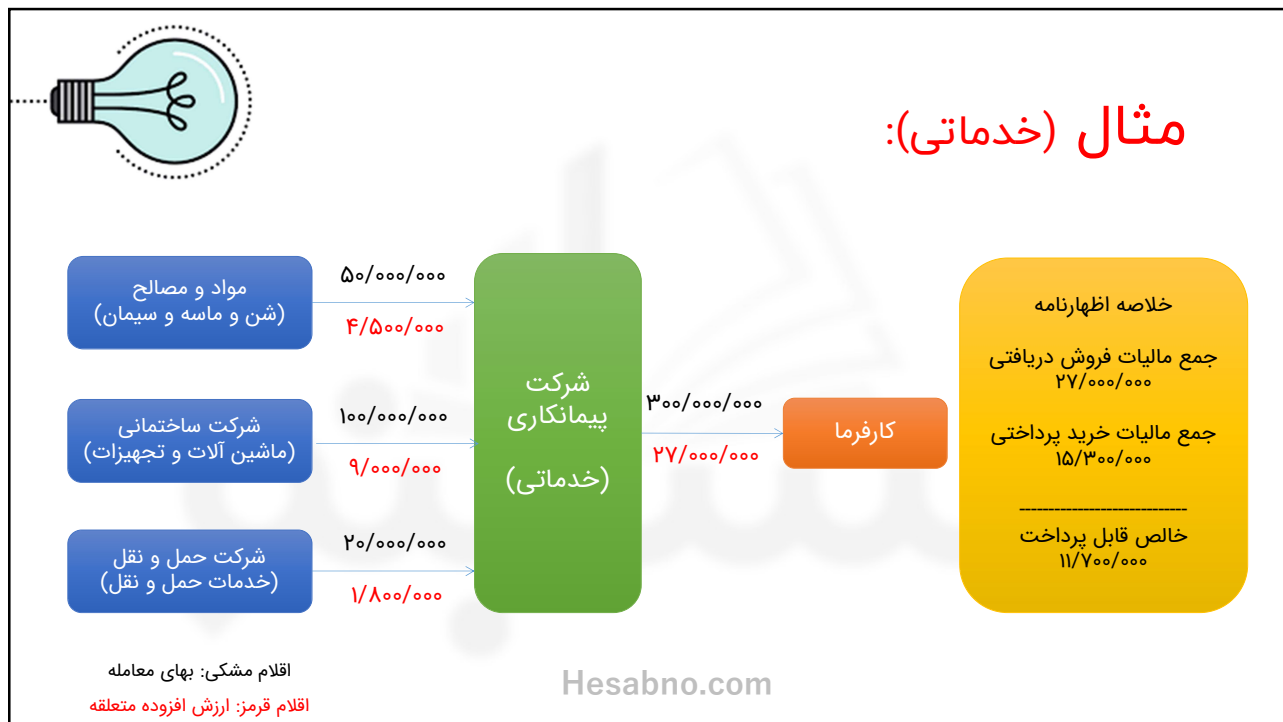 مثال (خدماتی):
مواد و مصالح
(شن و ماسه و سیمان)
۵۰/۰۰۰/۰۰۰
۴/۵۰۰/۰۰۰
شرکت ساختمانی
(ماشین آلات و تجهیزات)
۱۰۰/۰۰۰/۰۰۰
۹/۰۰۰/۰۰۰
شرکت حمل و نقل
(خدمات حمل و نقل)
۲۰/۰۰۰/۰۰۰
۱/۸۰۰/۰۰۰
شرکت
پیمانکاری
(خدماتی)
۳۰۰/۰۰۰/۰۰۰
۲۷/۰۰۰/۰۰۰
کارفرما
خلاصه اظهارنامه
جمع مالیات فروش دریافتی
۲۷/۰۰۰/۰۰۰
جمع مالیات خرید پرداختی
۱۵/۳۰۰/۰۰۰
-----------------------------
خالص قابل پرداخت
۱۱/۷۰۰/۰۰۰
اقلام مشکی: بهای معامله
اقلام قرمز: ارزش افزوده متعلقه
Hesabno.com